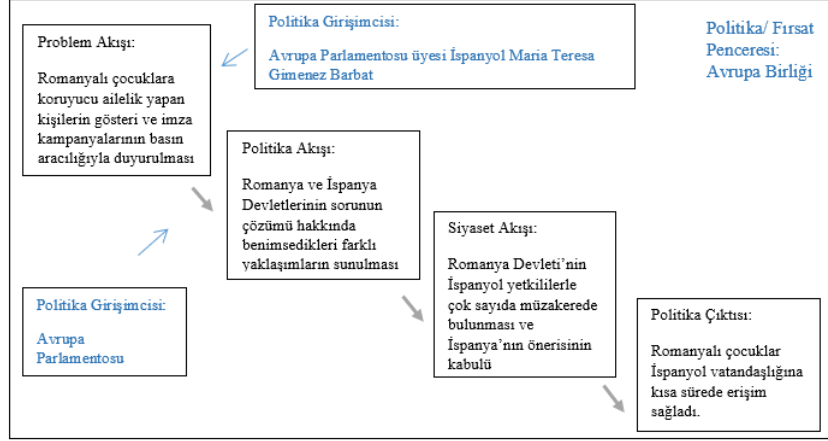 Problem Akışı:
Romanyalı çocuklara
koruyucu ailelik yapan
kişilerin gösteri ve imza
kampanyalarının basın
aracılığıyla duyurulması
Politika Girişimcisi:
Avrupa Parlamentosu üyesi İspanyol Maria Teresa
Gimenez Barbat
Politika/ Fırsat
Penceresi:
Avrupa Birliği
Politika Akışı:
Romanya ve İspanya
Devletlerinin sorunun
çözümü hakkında
benimsedikleri farklı
yaklaşımların sunulması
Siyaset Akışı:
Romanya Devleti’nin
İspanyol yetkililerle
çok sayıda müzakerede
bulunması ve
İspanya’nın önerisinin
kabulü
Politika Girişimcisi:
Avrupa
Parlamentosu
Politika Çıktısı:
Romanyalı çocuklar
İspanyol vatandaşlığına
kısa sürede erişim
sağladı.